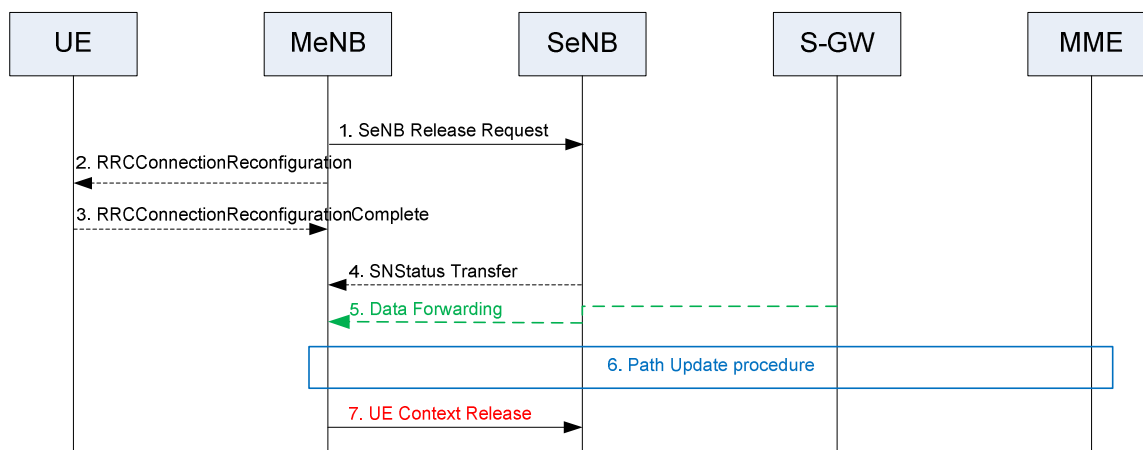 UE
MeNB
SeNB
S-GW
MME
1. SeNB Release Request
2. RRCConnectionReconfiguration
3. RRCConnectionReconfigurationComplete
4. SNStatus Transfer
5. Data Forwarding
6. Path Update procedure
7. UE Context Release